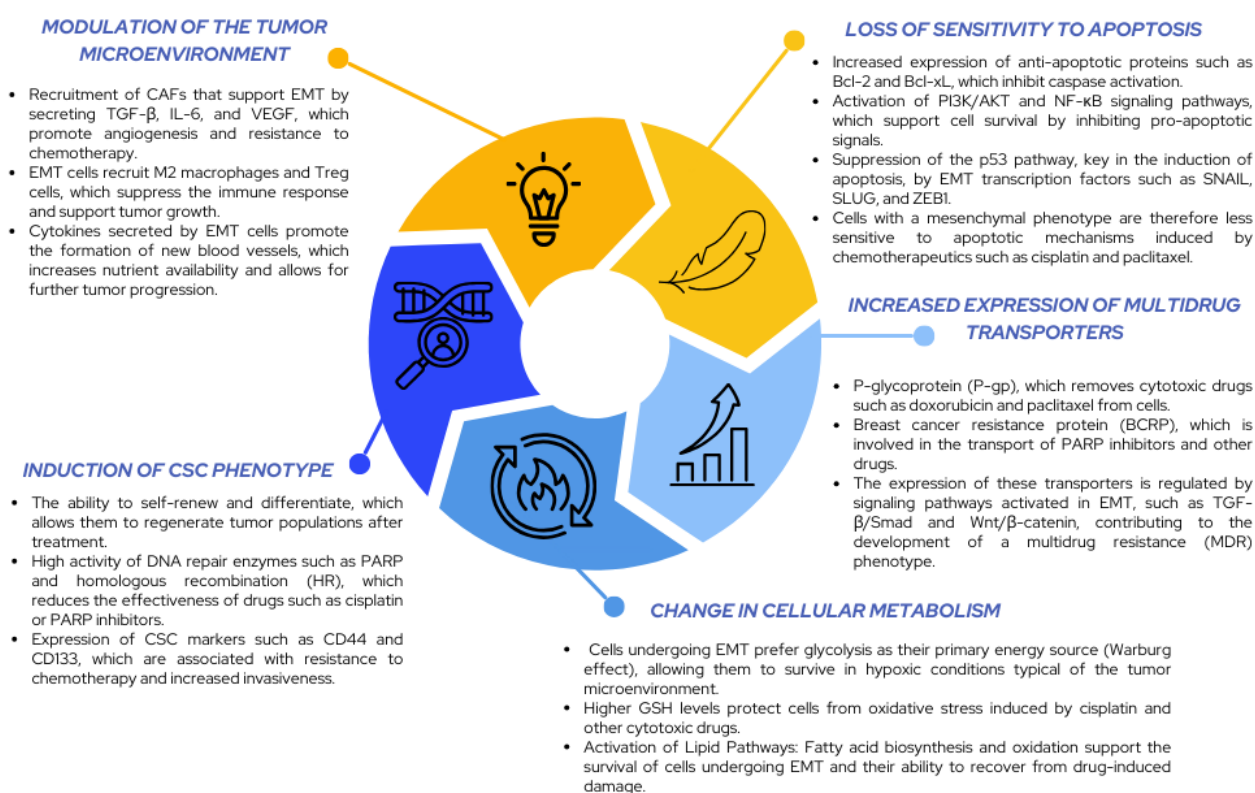 MODULATION OF THE TUMOR
MICROENVIRONMENT
• Recruitment of CAFs that support EMT by
secreting TGF-β, IL-6, and VEGF, which
promote angiogenesis and resistance to
chemotherapy.
• EMT cells recruit M2 macrophages and Treg
cells, which suppress the immune response
and support tumor growth.
• Cytokines secreted by EMT cells promote
the formation of new blood vessels, which
increases nutrient availability and allows for
further tumor progression.
LOSS OF SENSITIVITY TO APOPTOSIS
• Increased expression of anti-apoptotic proteins such as
Bcl-2 and Bcl-xL, which inhibit caspase activation.
• Activation of PI3K/AKT and NF-κB signaling pathways,
which support cell survival by inhibiting pro-apoptotic
signals.
• Suppression of the p53 pathway, key in the induction of
apoptosis, by EMT transcription factors such as SNAIL,
SLUG, and ZEB1.
• Cells with a mesenchymal phenotype are therefore less
sensitive to apoptotic mechanisms induced by
chemotherapeutics such as cisplatin and paclitaxel.
INCREASED EXPRESSION OF MULTIDRUG
TRANSPORTERS
• P-glycoprotein (P-gp), which removes cytotoxic drugs
such as doxorubicin and paclitaxel from cells.
• Breast cancer resistance protein (BCRP), which is
involved in the transport of PARP inhibitors and other
drugs.
• The expression of these transporters is regulated by
signaling pathways activated in EMT, such as TGF-
β/Smad and Wnt/β-catenin, contributing to the
development of a multidrug resistance (MDR)
phenotype.
INDUCTION OF CSC PHENOTYPE
• The ability to self-renew and differentiate, which
allows them to regenerate tumor populations after
treatment.
• High activity of DNA repair enzymes such as PARP
and homologous recombination (HR), which
reduces the effectiveness of drugs such as cisplatin
or PARP inhibitors.
• Expression of CSC markers such as CD44 and
CD133, which are associated with resistance to
chemotherapy and increased invasiveness.
CHANGE IN CELLULAR METABOLISM
• Cells undergoing EMT prefer glycolysis as their primary energy source (Warburg
effect), allowing them to survive in hypoxic conditions typical of the tumor
microenvironment.
• Higher GSH levels protect cells from oxidative stress induced by cisplatin and
other cytotoxic drugs.
• Activation of Lipid Pathways: Fatty acid biosynthesis and oxidation support the
survival of cells undergoing EMT and their ability to recover from drug-induced
damage.